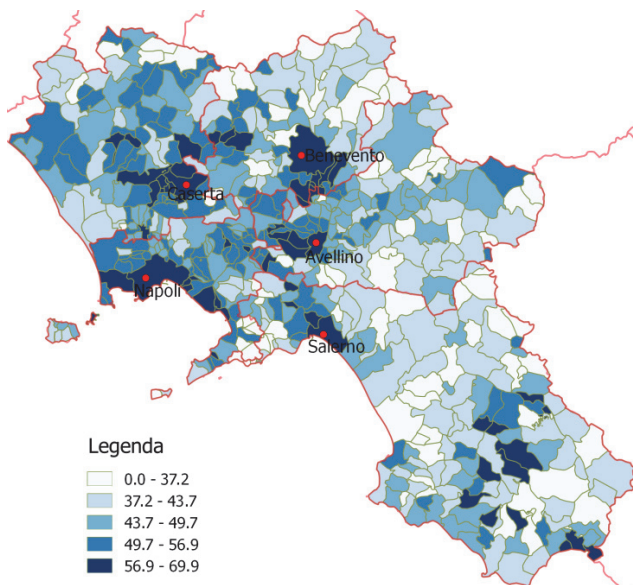 Benevento
Caserta
Avellino
Napoli
Salerno
Legenda
0.0 - 37.2
37.2 - 43.7
43.7 - 49.7
49.7 - 56.9
56.9 - 69.9